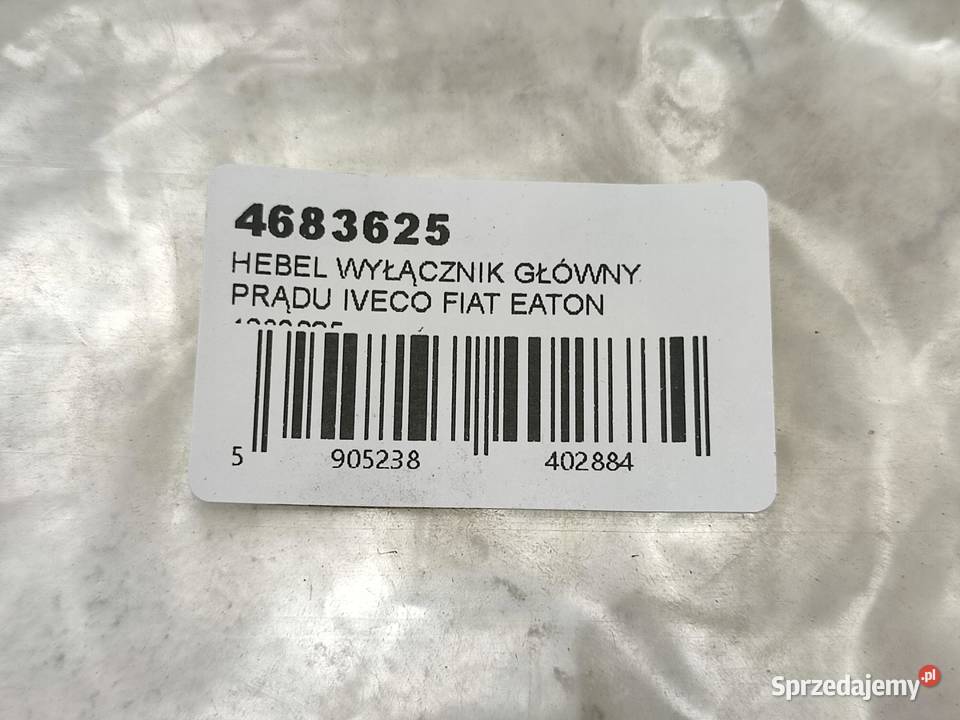 4683625
HEBEL WYŁĄCZNIK GŁÓWNY
PRĄDU IVECO FIAT EATON
5 905238 402884
Sprzedajemy.pl